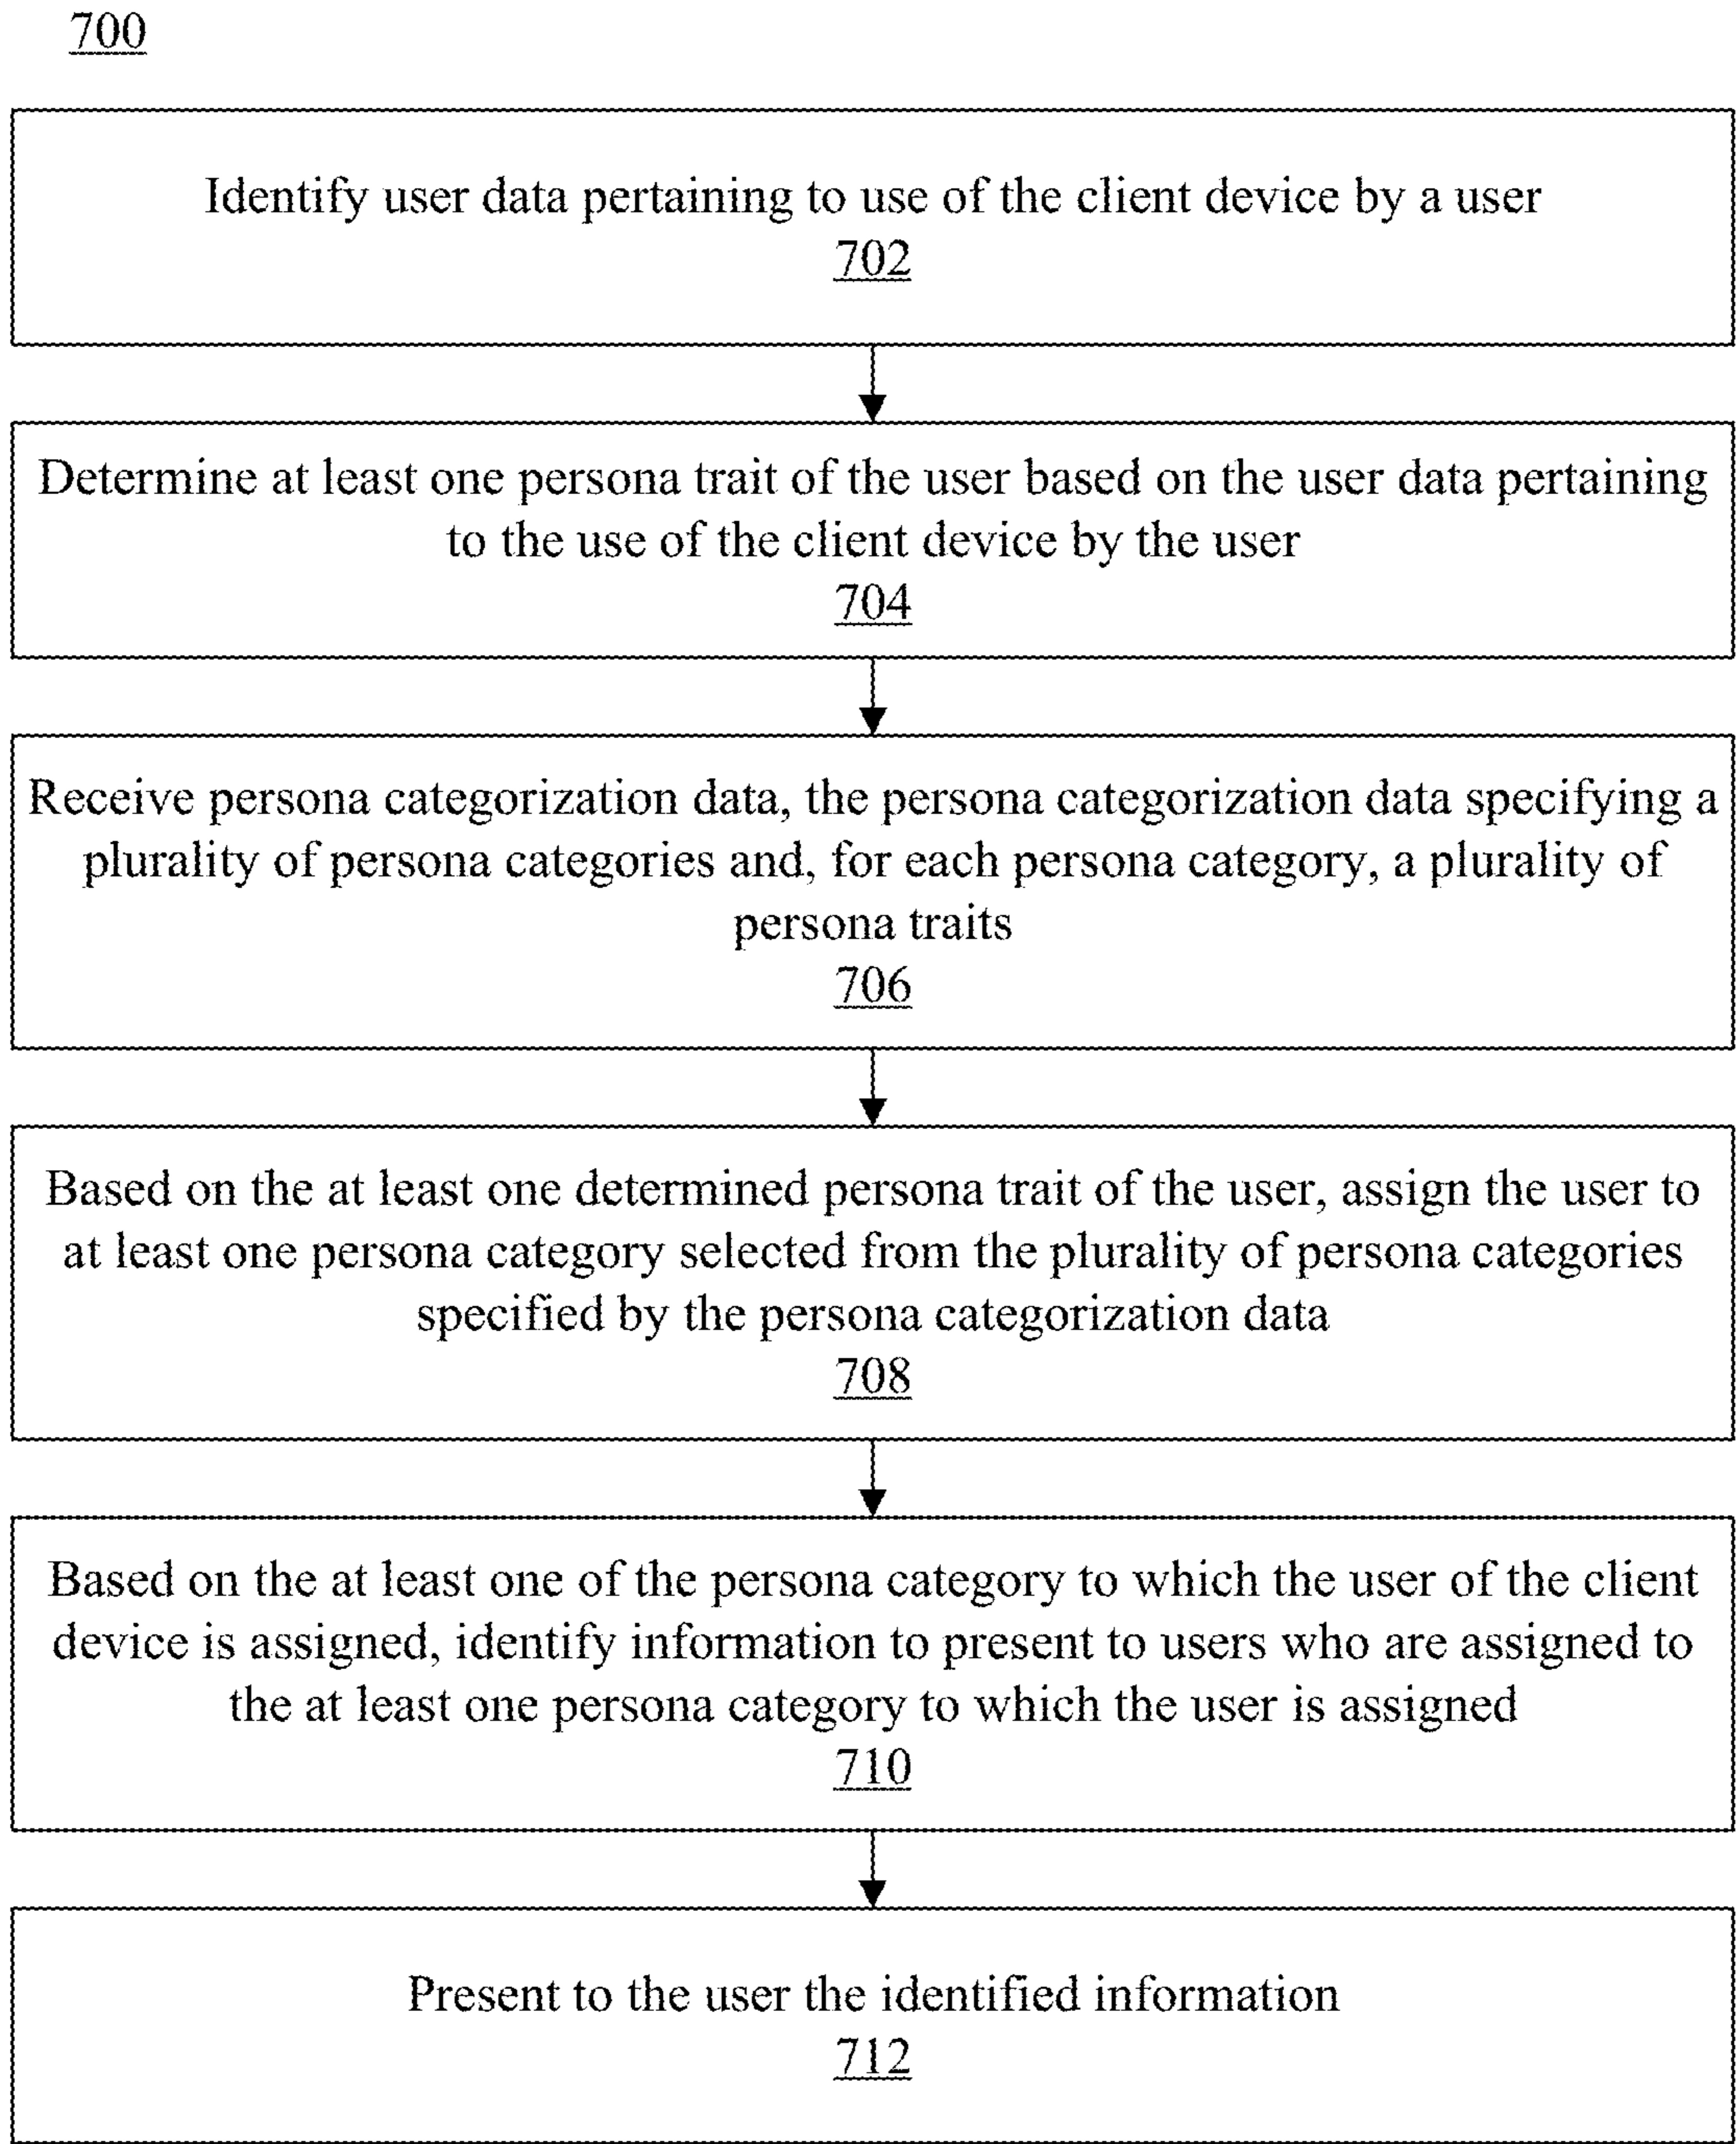 700
Identify user data pertaining to use of the client device by a user
702
Determine at least one persona trait of the user based on the user data pertaining
to the use of the client device by the user
704
Receive persona categorization data, the persona categorization data specifying a
plurality of persona categories and, for each persona category, a plurality of
persona traits
706
Based on the at least one determined persona trait of the user, assign the user to
at least one persona category selected from the plurality of persona categories
specified by the persona categorization data
708
Based on the at least one of the persona category to which the user of the client
device is assigned, identify information to present to users who are assigned to
the at least one persona category to which the user is assigned
710
Present to the user the identified information
712